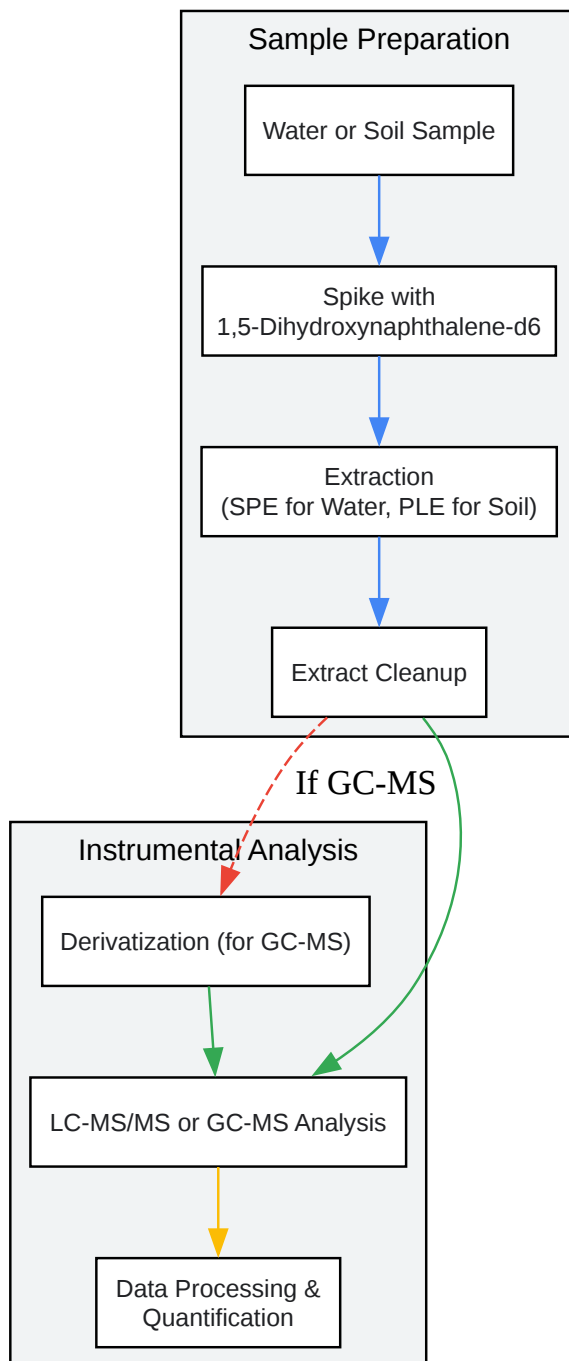 Sample Preparation
Water or Soil Sample
Spike with
1,5-Dihydroxynaphthalene-d6
Extraction
(SPE for Water, PLE for Soil)
Extract Cleanup
If GC-MS
Instrumental Analysis
Derivatization (for GC-MS)
LC-MS/MS or GC-MS Analysis
Data Processing &
Quantification